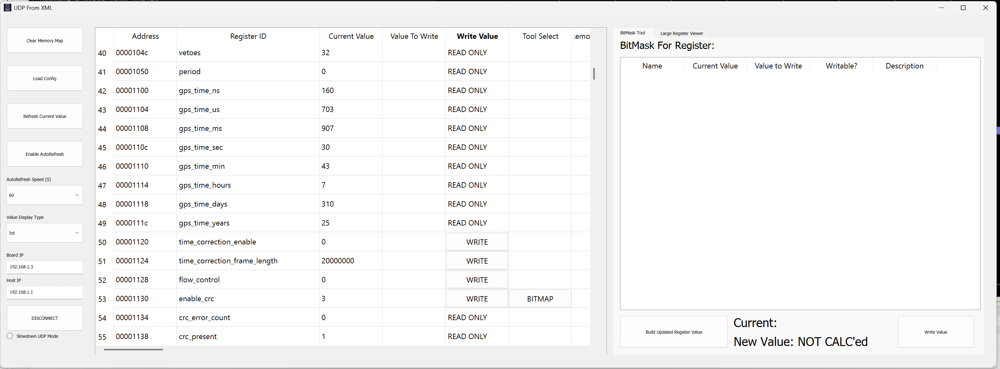 UDP From XML
Clear Memory Map
Load Config
Refresh Current Value
Enable AutoRefresh
AutoRefresh Speed (S)
60
Value Display Type
Int
Board IP
192.168.1.3
Host IP
192.168.1.1
DISCONNECT
Slowdown UDP Mode
Address Register ID Current Value Value To Write Write Value Tool Select
40 0000104c vetoes 32 READ ONLY
41 00001050 period 0 READ ONLY
42 00001100 gps_time_ns 160 READ ONLY
43 00001104 gps_time_us 703 READ ONLY
44 00001108 gps_time_ms 907 READ ONLY
45 0000110c gps_time_sec 30 READ ONLY
46 00001110 gps_time_min 43 READ ONLY
47 00001114 gps_time_hours 7 READ ONLY
48 00001118 gps_time_days 310 READ ONLY
49 0000111c gps_time_years 25 READ ONLY
50 00001120 time_correction_enable 0 WRITE
51 00001124 time_correction_frame_length 20000000 WRITE
52 00001128 flow_control 0 WRITE
53 00001130 enable_crc 3 WRITE BITMAP
54 00001134 crc_error_count 0 READ ONLY
55 00001138 crc_present 1 READ ONLY
BitMask Tool Large Register Viewer
BitMask For Register:
Name Current Value Value to Write Writable? Description
Build Updated Register Value
Current:
New Value: NOT CALC'ed
Write Value